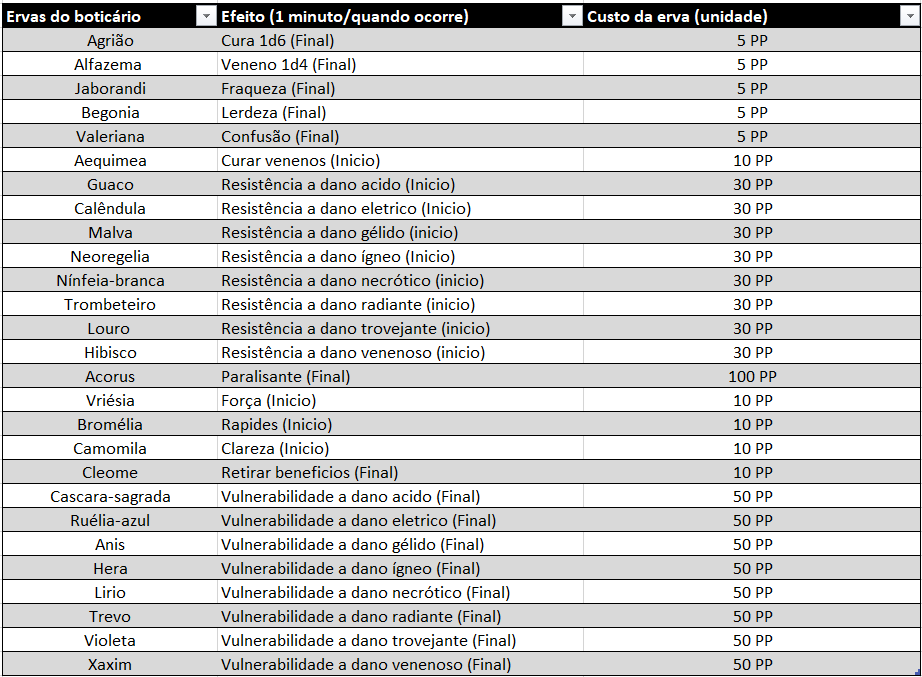 Ervas do boticário Efeito (1 minuto/quando ocorre) Custo da erva (unidade)
Agrião Cura 1d6 (Final) 5 PP
Alfazema Veneno 1d4 (Final) 5 PP
Jaborandi Fraqueza (Final) 5 PP
Begonia Lerdeza (Final) 5 PP
Valeriana Confusão (Final) 5 PP
Aequimea Curar venenos (Inicio) 10 PP
Guaco Resistência a dano acido (Inicio) 30 PP
Calêndula Resistência a dano eletrico (Inicio) 30 PP
Malva Resistência a dano gélido (inicio) 30 PP
Neoregelia Resistência a dano ígneo (Inicio) 30 PP
Nínfeia-branca Resistência a dano necrótico (inicio) 30 PP
Trombeteiro Resistência a dano radiante (inicio) 30 PP
Louro Resistência a dano trovejante (inicio) 30 PP
Hibisco Resistência a dano venenoso (inicio) 30 PP
Acorus Paralisante (Final) 100 PP
Vriésia Força (Inicio) 10 PP
Bromélia Rapides (Inicio) 10 PP
Camomila Clareza (Inicio) 10 PP
Cleome Retirar beneficios (Final) 10 PP
Cascara-sagrada Vulnerabilidade a dano acido (Final) 50 PP
Ruélia-azul Vulnerabilidade a dano eletrico (Final) 50 PP
Anis Vulnerabilidade a dano gélido (Final) 50 PP
Hera Vulnerabilidade a dano ígneo (Final) 50 PP
Lirio Vulnerabilidade a dano necrótico (Final) 50 PP
Trevo Vulnerabilidade a dano radiante (Final) 50 PP
Violeta Vulnerabilidade a dano trovejante (Final) 50 PP
Xaxim Vulnerabilidade a dano venenoso (Final) 50 PP